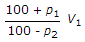 100 + p₁
100 - p₂ V₁